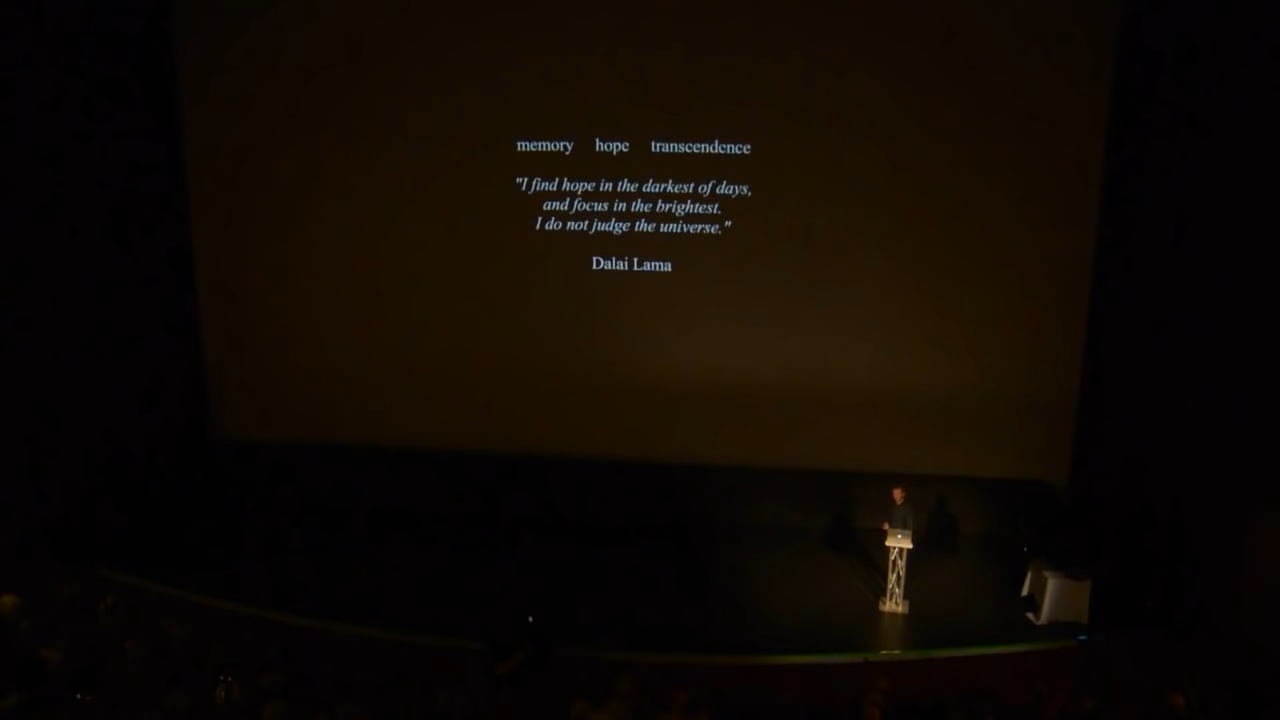 memory hope transcendence
"I find hope in the darkest of days,
and focus in the brightest.
I do not judge the universe."
Dalai Lama